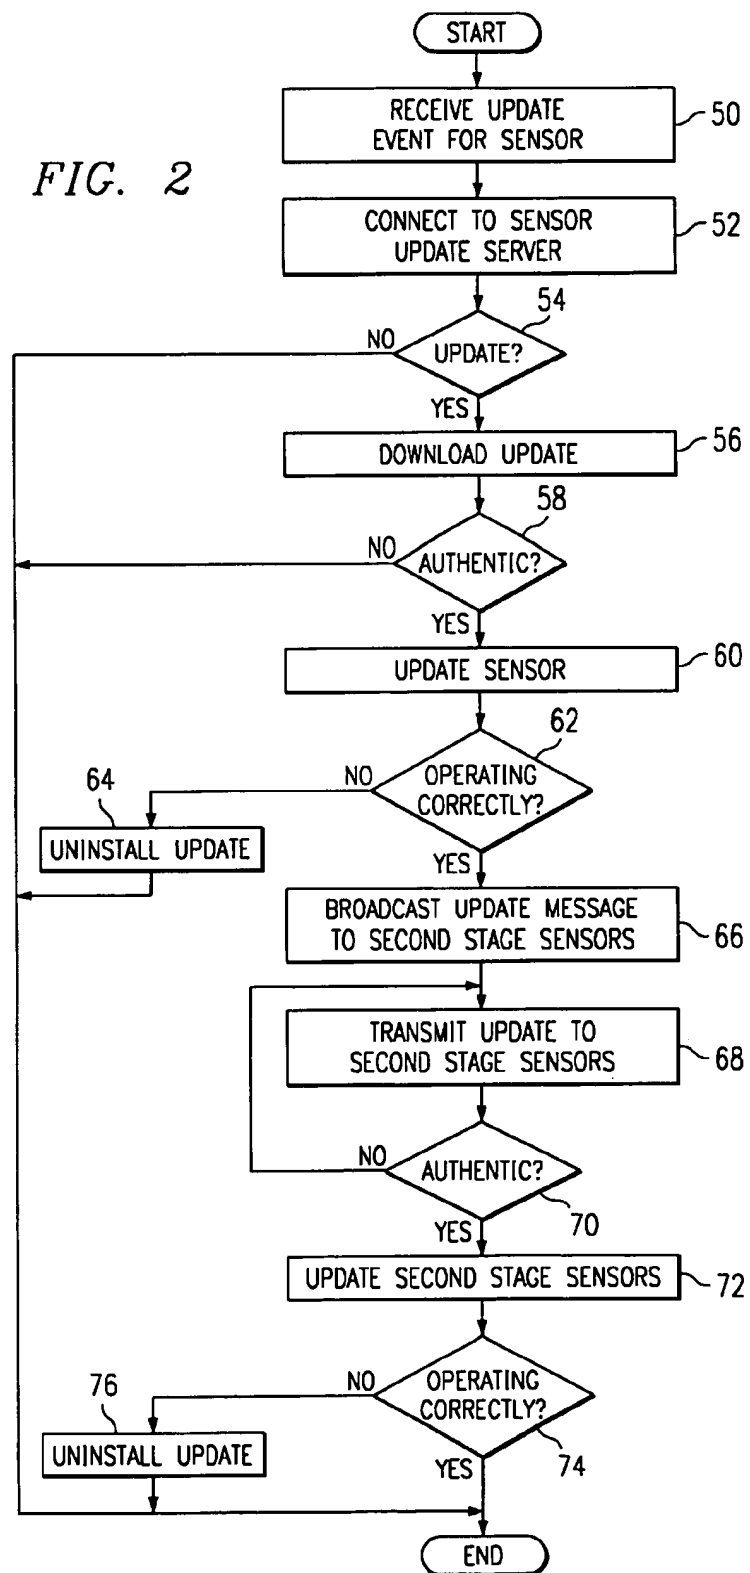 START
RECEIVE UPDATE
EVENT FOR SENSOR
50
FIG. 2
CONNECT TO SENSOR
UPDATE SERVER
52
54
NO
UPDATE?
YES
DOWNLOAD UPDATE
56
58
NO
AUTHENTIC?
YES
UPDATE SENSOR
60
62
NO
OPERATING
CORRECTLY?
64
UNINSTALL UPDATE
YES
BROADCAST UPDATE MESSAGE
TO SECOND STAGE SENSORS
66
TRANSMIT UPDATE TO
SECOND STAGE SENSORS
68
NO
AUTHENTIC?
70
YES
UPDATE SECOND STAGE SENSORS
72
NO
OPERATING
CORRECTLY?
76
74
UNINSTALL UPDATE
YES
END